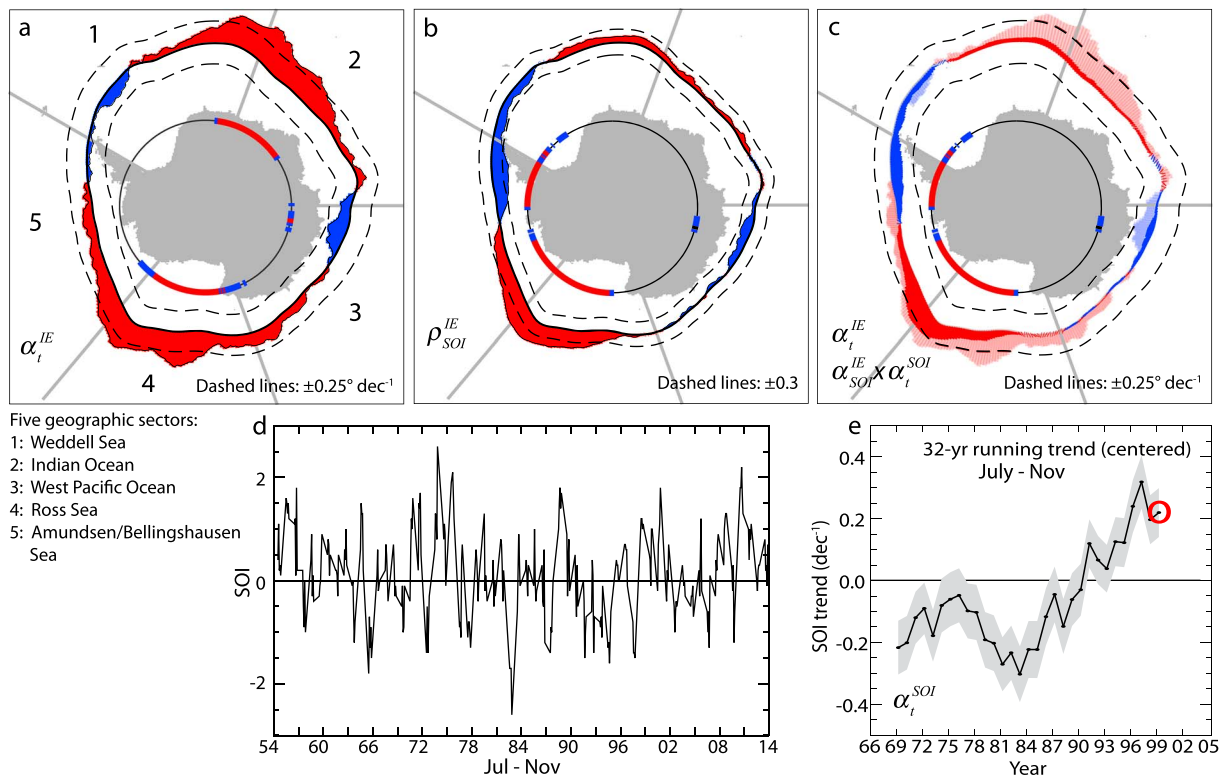 a
1
2
3
4
5
α_t^IE
Dashed lines: ±0.25° dec⁻¹
b
ρ_SOI^IE
Dashed lines: ±0.3
c
α_t^IE
α_SOI^IE x α_t^SOI
Dashed lines: ±0.25° dec⁻¹
Five geographic sectors:
1: Weddell Sea
2: Indian Ocean
3: West Pacific Ocean
4: Ross Sea
5: Amundsen/Bellingshausen
Sea
d
SOI
2
0
-2
54 60 66 72 78 84 90 96 02 08 14
Jul - Nov
e
32-yr running trend (centered)
July - Nov
SOI trend (dec⁻¹)
0.4
0.2
0.0
-0.2
-0.4
α_t^SOI
66 69 72 75 78 81 84 87 90 93 96 99 02 05
Year